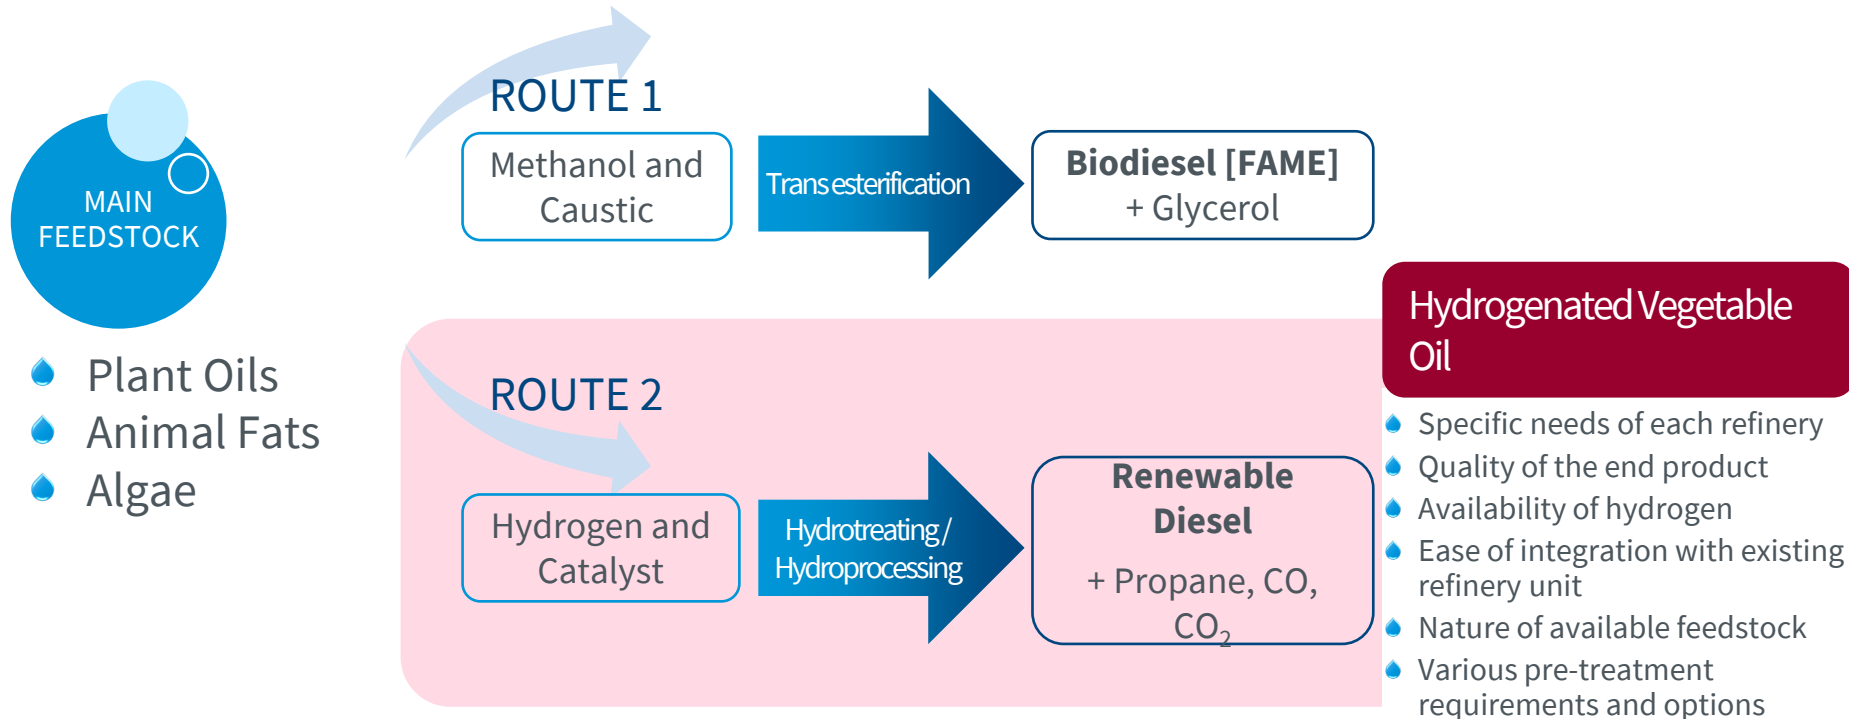 MAIN
FEEDSTOCK
Plant Oils
Animal Fats
Algae
ROUTE 1
Methanol and
Caustic
Trans esterification
Biodiesel [FAME]
+ Glycerol
ROUTE 2
Hydrogen and
Catalyst
Hydrotreating /
Hydroprocessing
Renewable
Diesel
+ Propane, CO,
CO₂
Hydrogenated Vegetable
Oil
Specific needs of each refinery
Quality of the end product
Availability of hydrogen
Ease of integration with existing
refinery unit
Nature of available feedstock
Various pre-treatment
requirements and options